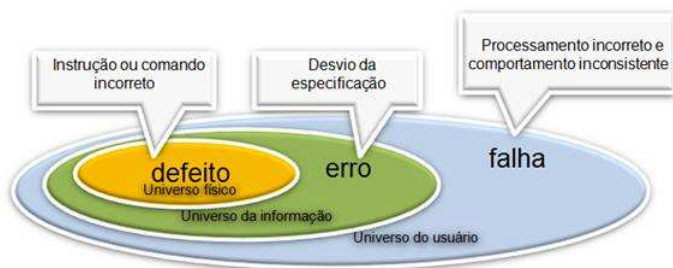 Instrução ou comando
incorreto
Desvio da
especificação
Processamento incorreto e
comportamento inconsistente
defeito
Universo físico
erro
Universo da informação
falha
Universo do usuário